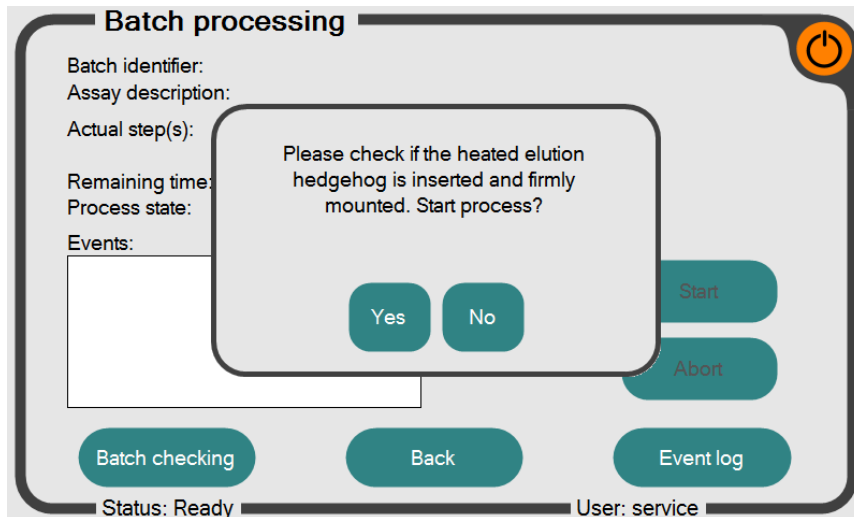 Batch processing
Batch identifier:
Assay description:
Actual step(s):
Please check if the heated elution
hedgehog is inserted and firmly
mounted. Start process?
Remaining time:
Process state:
Events:
Yes
No
Start
Abort
Batch checking
Back
Event log
Status: Ready
User: service